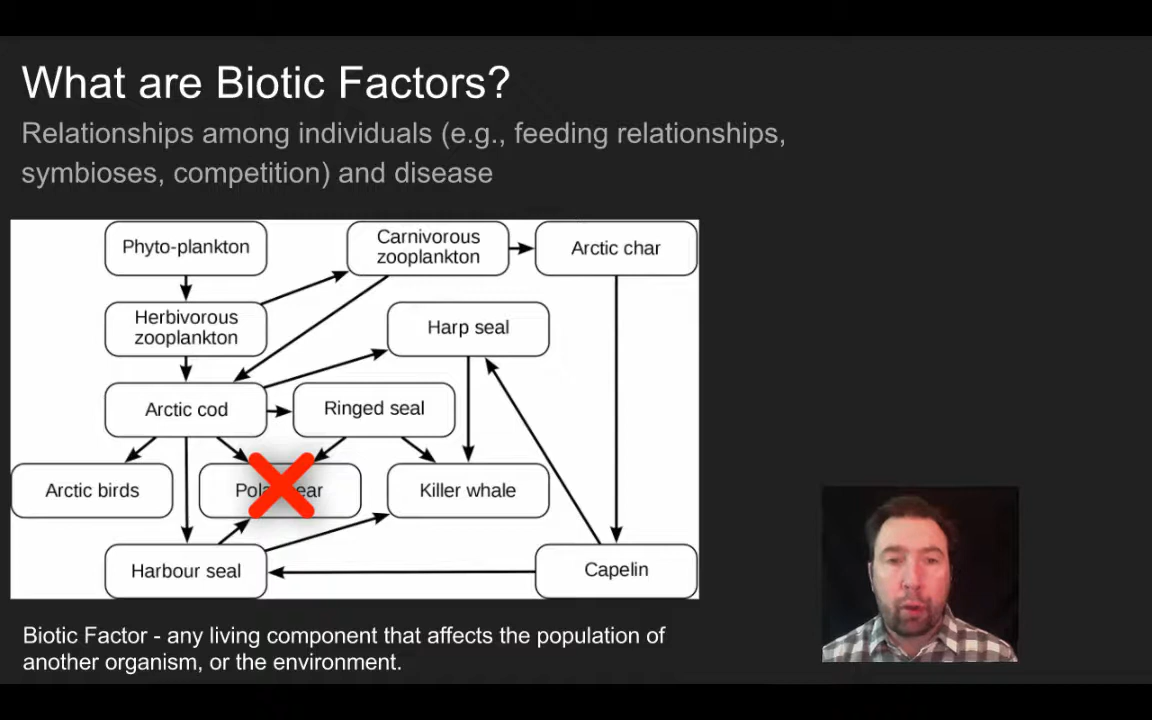 What are Biotic Factors?
Relationships among individuals (e.g., feeding relationships,
symbioses, competition) and disease
Phyto-plankton
Carnivorous
zooplankton
Arctic char
Herbivorous
zooplankton
Harp seal
Arctic cod
Ringed seal
Arctic birds
Killer whale
Harbour seal
Capelin
Biotic Factor - any living component that affects the population of
another organism, or the environment.